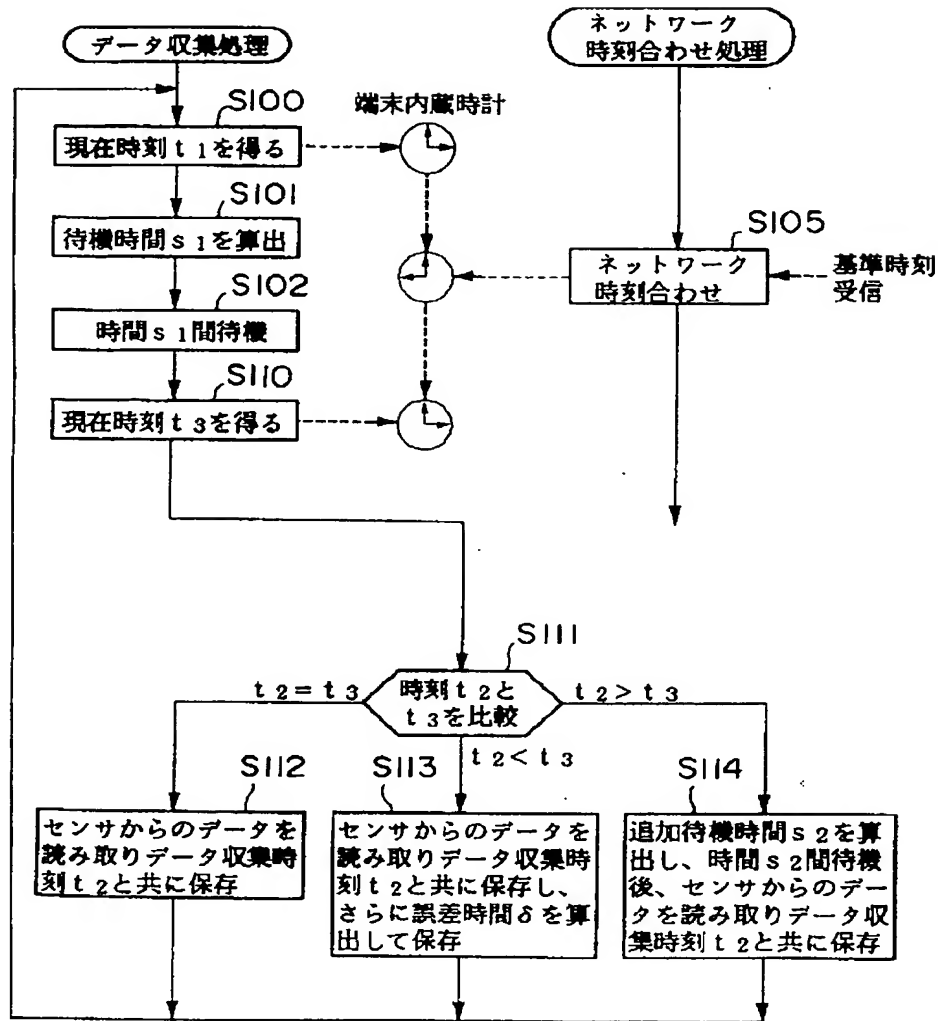 データ収集処理
ネットワーク
時刻合わせ処理
S100
端末内蔵時計
現在時刻t1を得る
S101
待機時間s1を算出
S105
ネットワーク
時刻合わせ
基準時刻
受信
S102
時間s1間待機
S110
現在時刻t3を得る
S111
時刻t2と
t3を比較
t2=t3
t2>t3
t2<t3
S112
センサからのデータを
読み取りデータ収集時
刻t2と共に保存
S113
センサからのデータを
読み取りデータ収集時
刻t2と共に保存し、
さらに誤差時間δを算
出して保存
S114
追加待機時間s2を算
出し、時間s2間待機
後、センサからのデー
タを読み取りデータ収
集時刻t2と共に保存